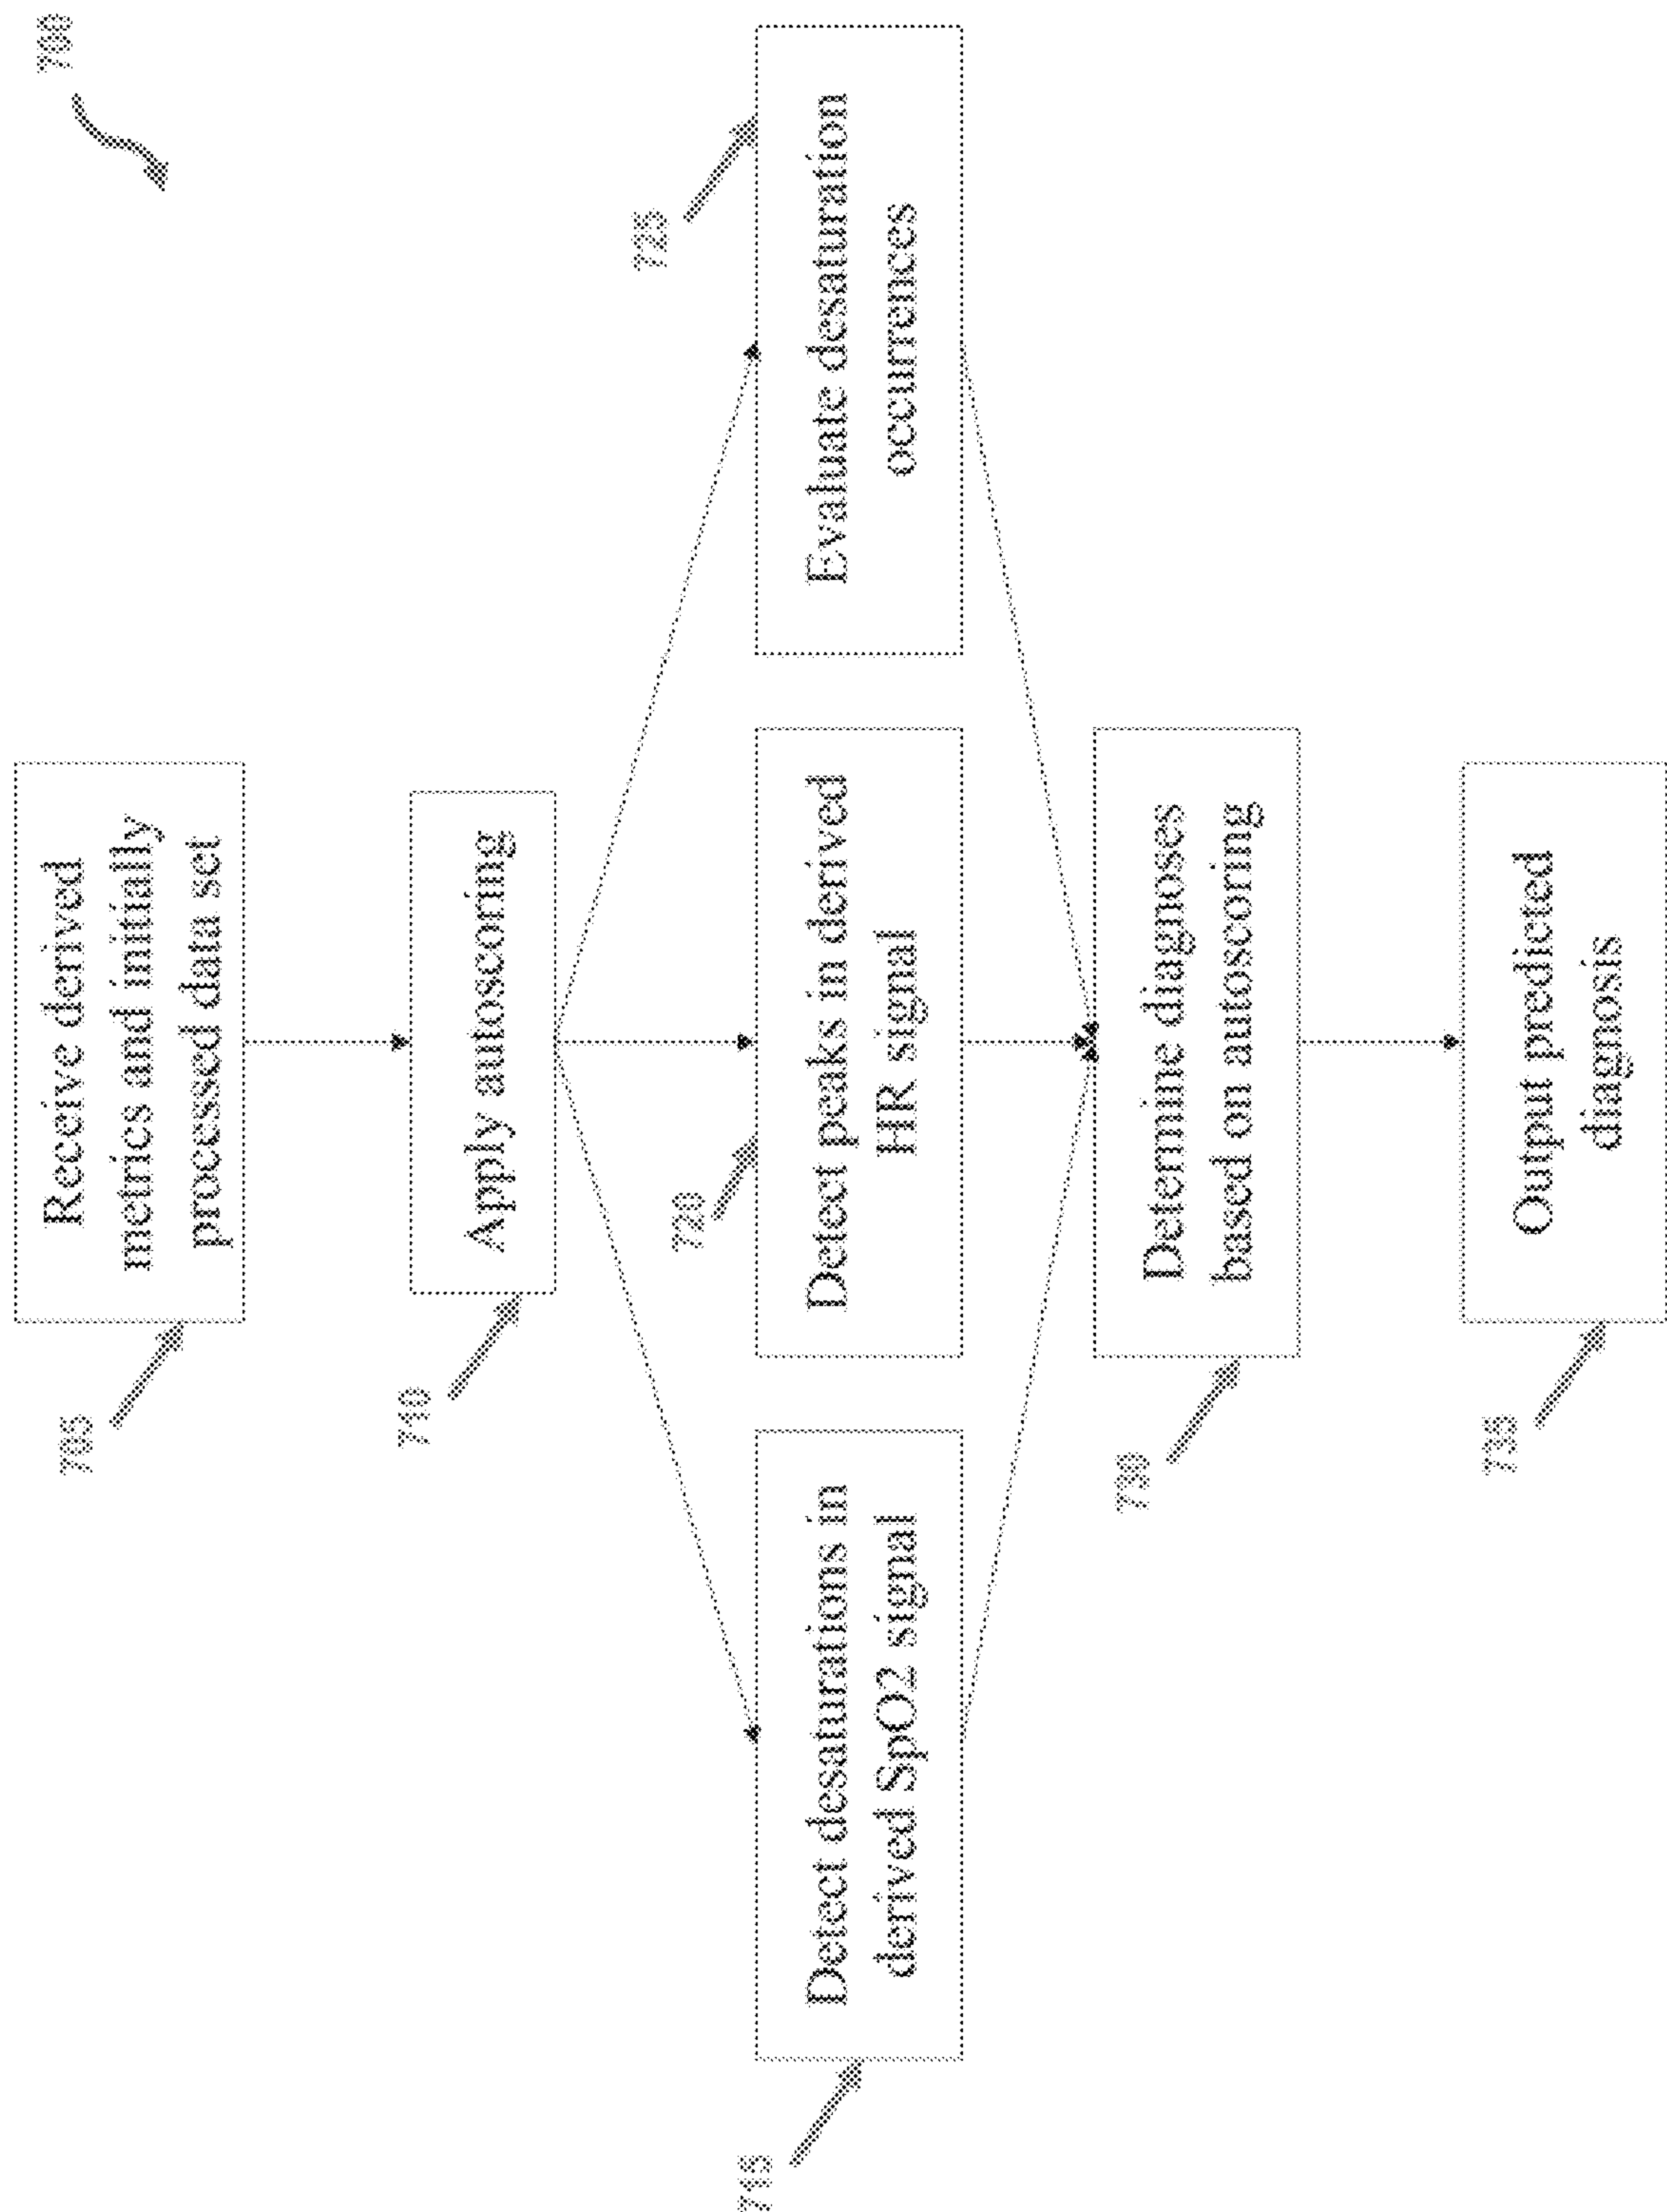 700
705
Receive derived
metrics and initially
processed data set
710
Apply autoscoring
715
Detect desaturations in
derived SpO2 signal
720
Detect peaks in derived
HR signal
725
Evaluate desaturation
occurrences
730
Determine diagnoses
based on autoscoring
735
Output predicted
diagnosis